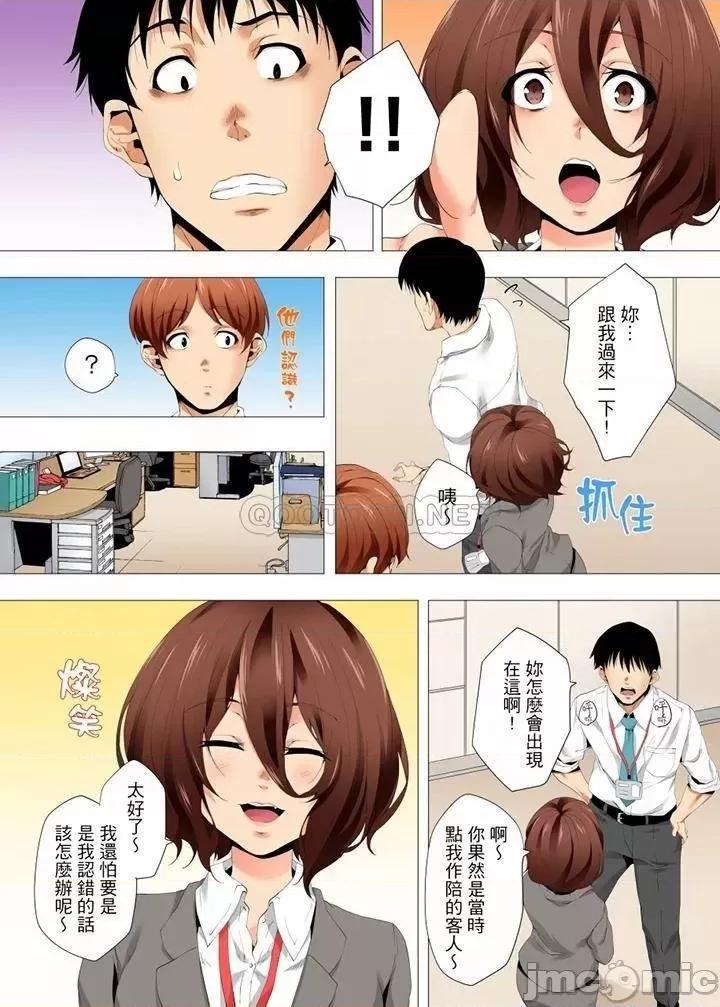 !!
妳…
跟我過來一下！
咦～
抓住
他們認識？
？
妳怎麼會出現
在這啊！
呼
呼
啊～
你果然是當時
點我作陪的客人～
燦笑
太好了～
我還怕要是
是我認錯的話
該怎麼辦呢～
jmcomic